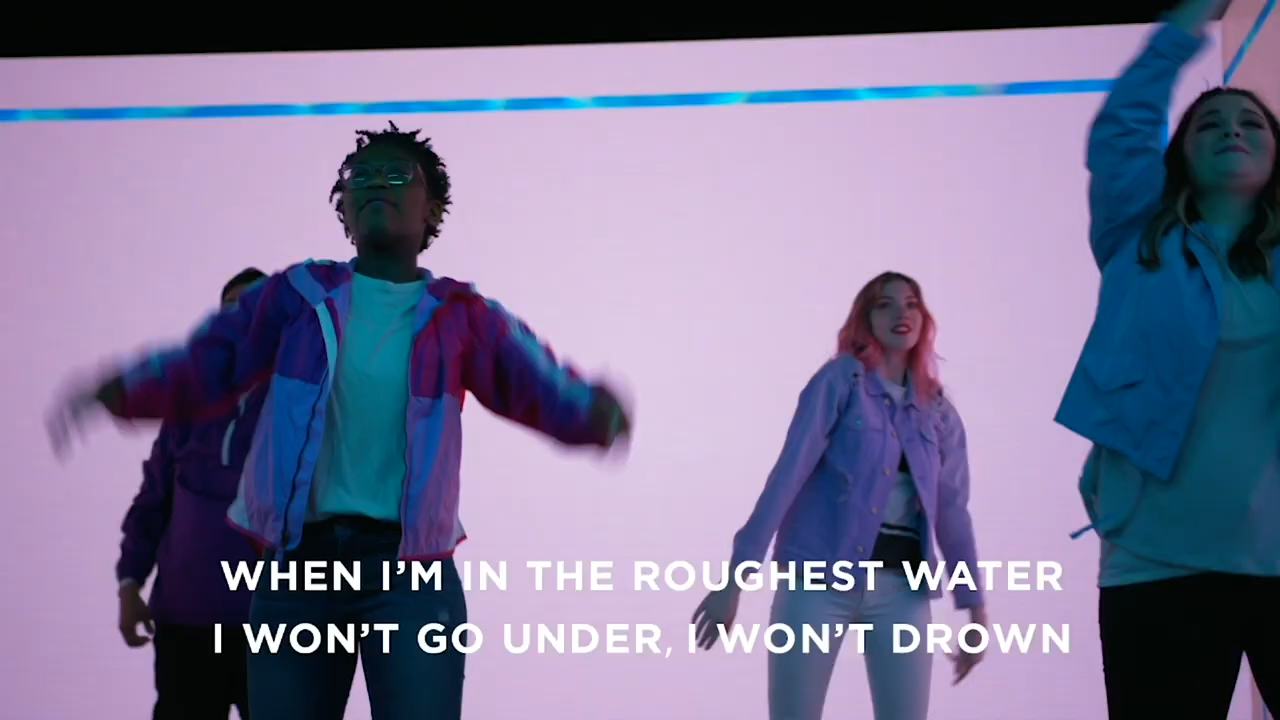 WHEN I'M IN THE ROUGHEST WATER
I WON'T GO UNDER, I WON'T DROWN